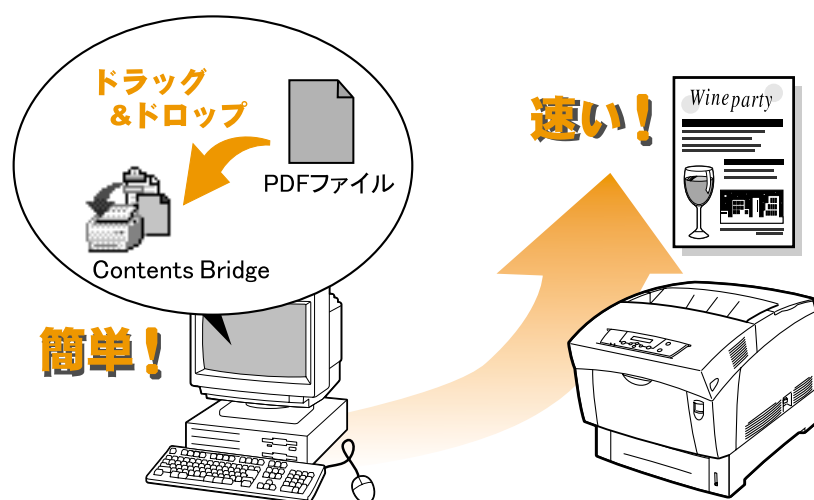 ドラッグ
&ドロップ
PDFファイル
Contents Bridge
簡単!
速い!
Wine party